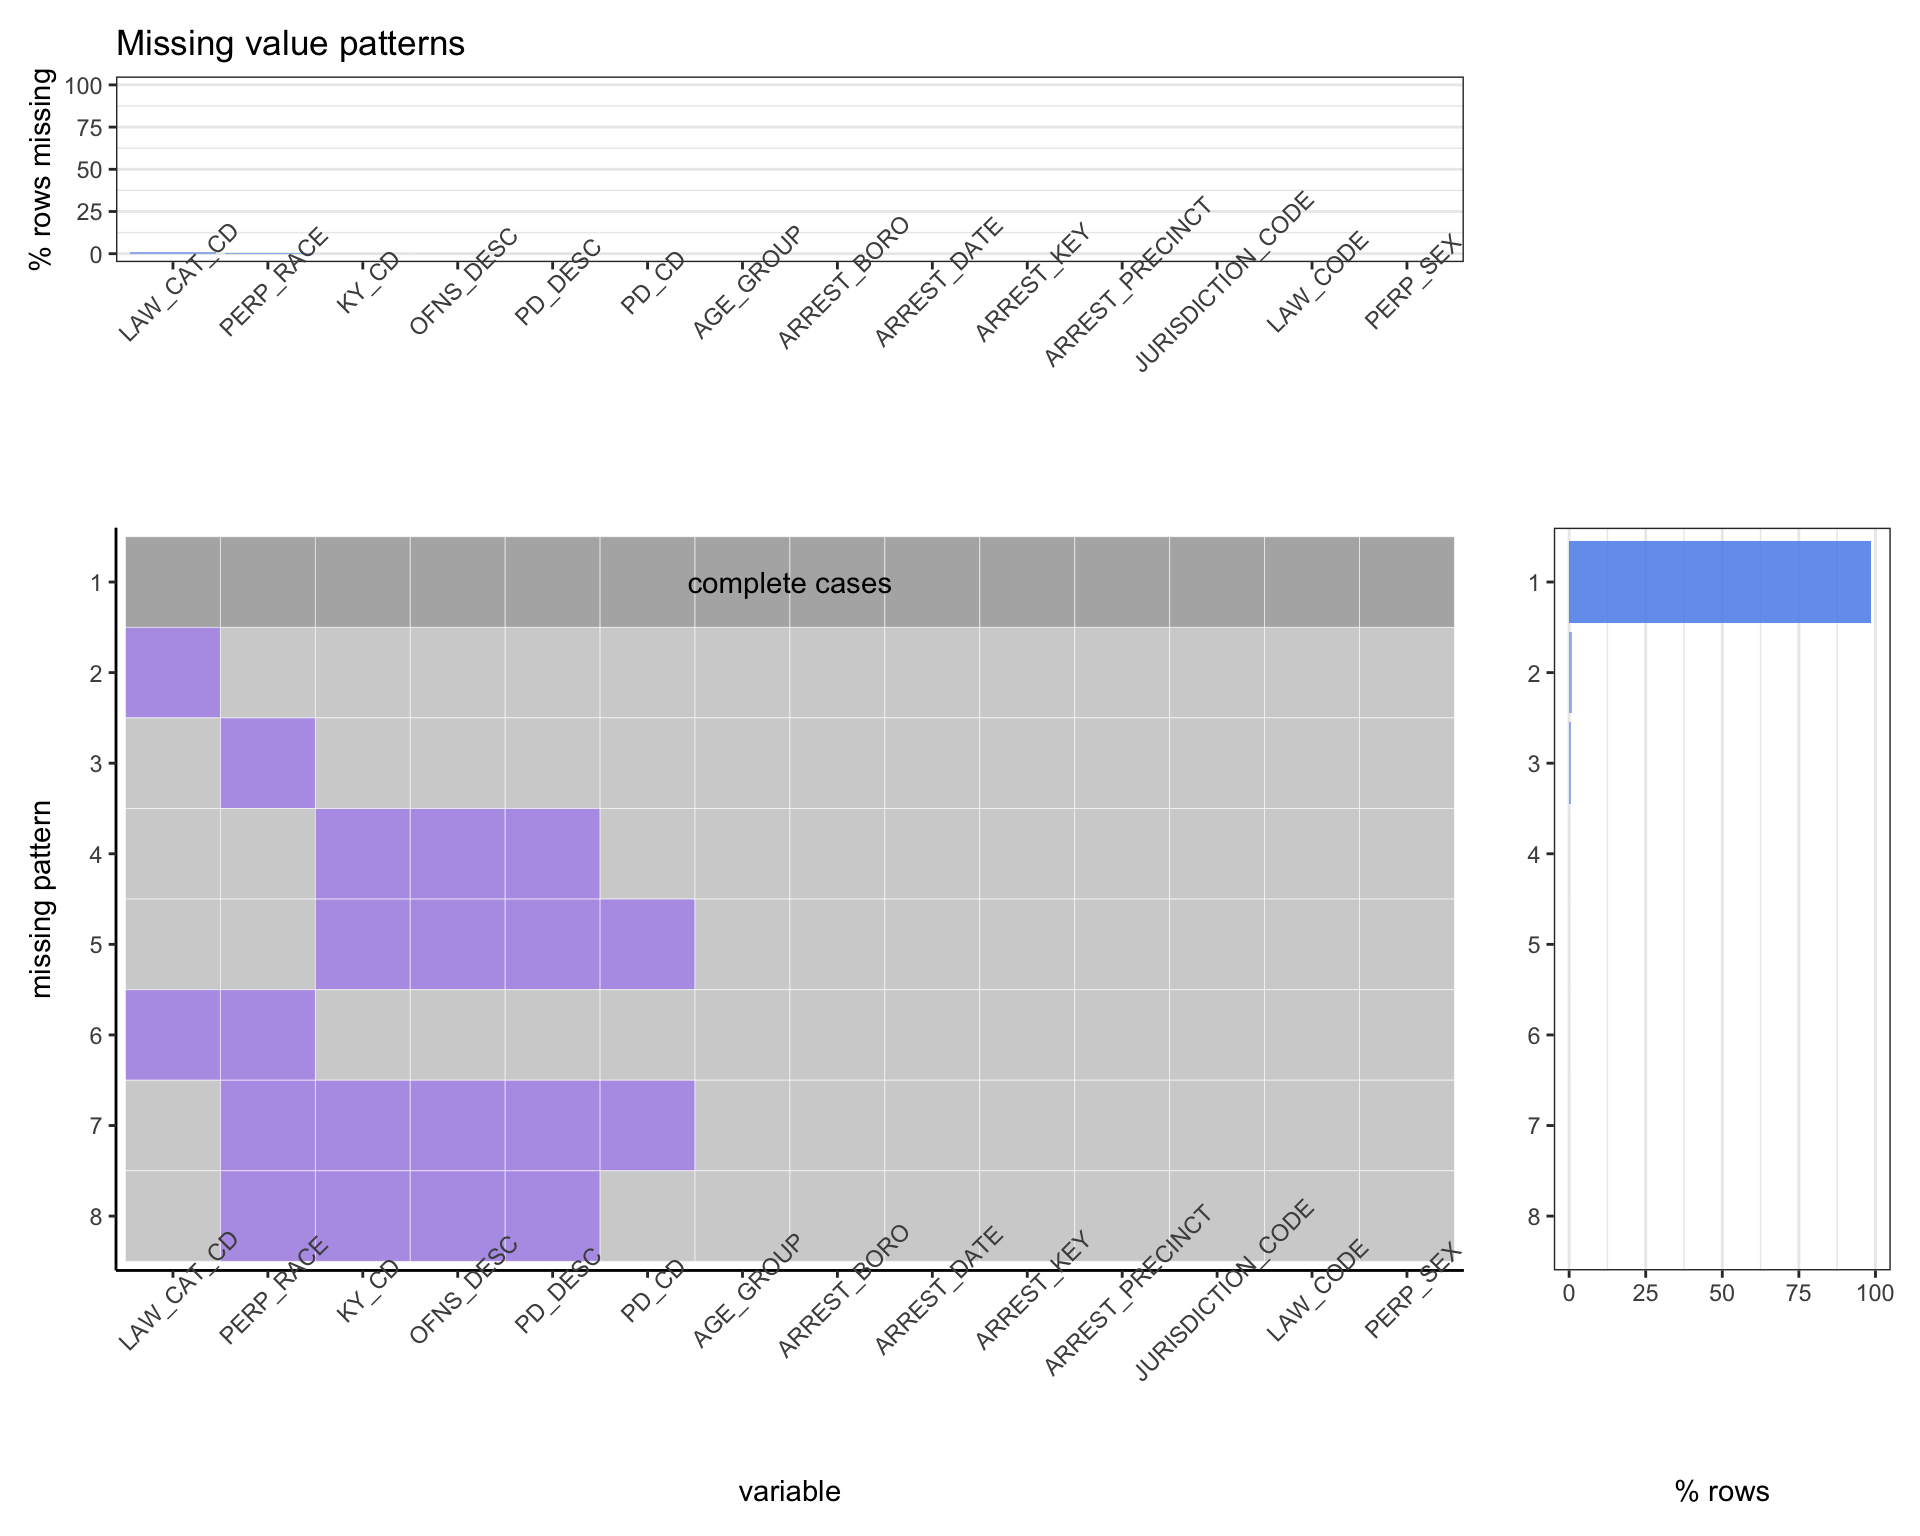 Missing value patterns
% rows missing
100
75
50
25
0
LAW_CAT_CD
PERP_RACE
KY_CD
OFNS_DESC
PD_DESC
PD_CD
AGE_GROUP
ARREST_BORO
ARREST_DATE
ARREST_KEY
ARREST_PRECINCT
JURISDICTION_CODE
LAW_CODE
PERP_SEX
missing pattern
1
2
3
4
5
6
7
8
complete cases
LAW_CAT_CD
PERP_RACE
KY_CD
OFNS_DESC
PD_DESC
PD_CD
AGE_GROUP
ARREST_BORO
ARREST_DATE
ARREST_KEY
ARREST_PRECINCT
JURISDICTION_CODE
LAW_CODE
PERP_SEX
variable
1
2
3
4
5
6
7
8
0 25 50 75 100
% rows